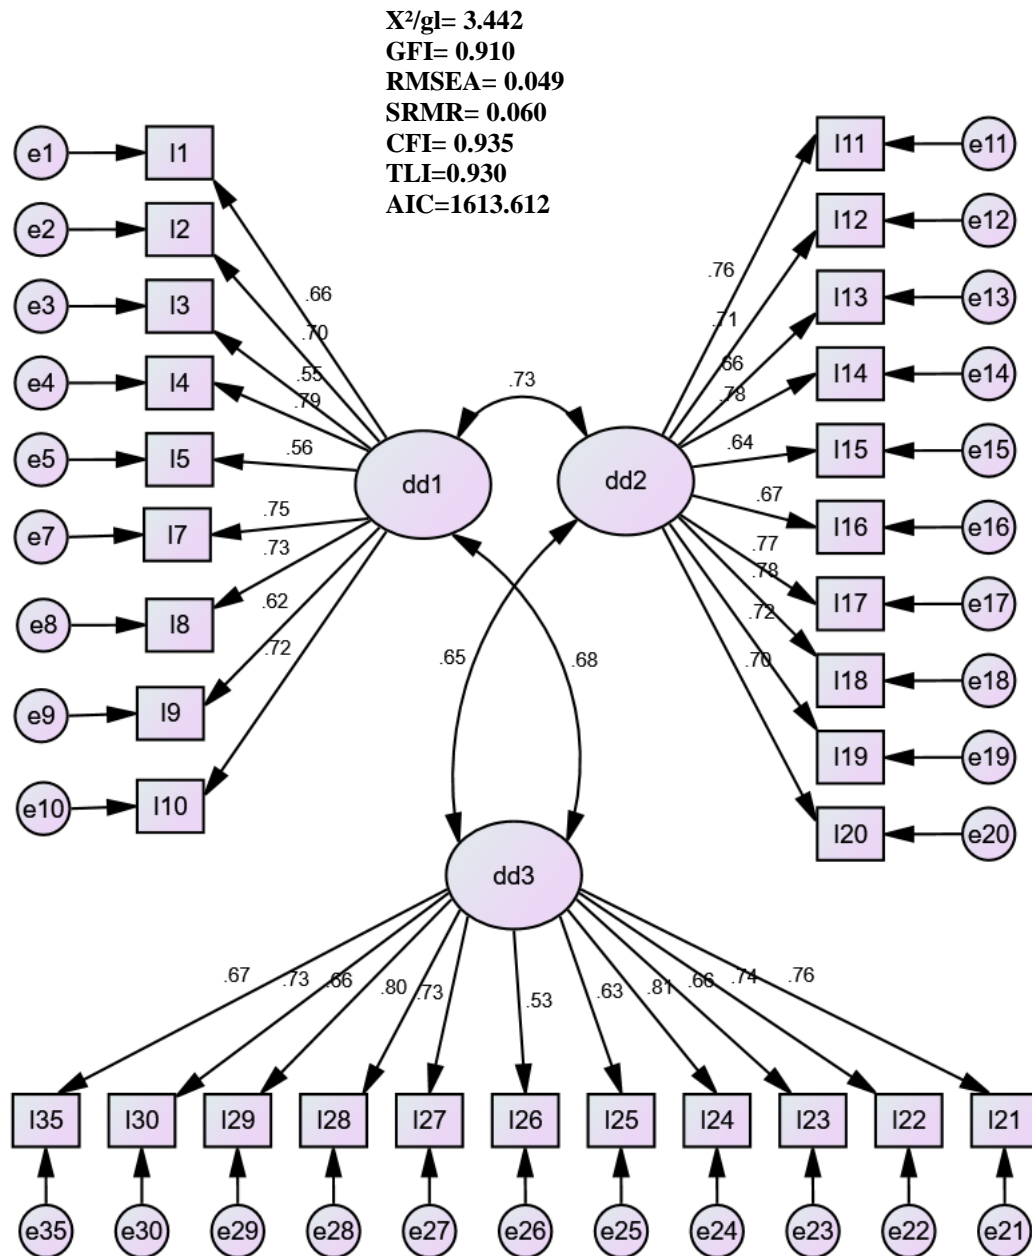 X²/gl= 3.442
GFI= 0.910
RMSEA= 0.049
SRMR= 0.060
CFI= 0.935
TLI=0.930
AIC=1613.612
e1 I1
e2 I2
e3 I3
e4 I4
e5 I5
e7 I7
e8 I8
e9 I9
e10 I10
.66
.70
.55
.79
.56
.75
.73
.62
.72
dd1
.73
dd2
.76
.71
.66
.78
.64
.67
.77
.78
.72
.70
I11 e11
I12 e12
I13 e13
I14 e14
I15 e15
I16 e16
I17 e17
I18 e18
I19 e19
I20 e20
.65 .68
dd3
.67 .73 .66 .80 .73 .53 .63 .81 .66 .74 .76
I35 I30 I29 I28 I27 I26 I25 I24 I23 I22 I21
e35 e30 e29 e28 e27 e26 e25 e24 e23 e22 e21